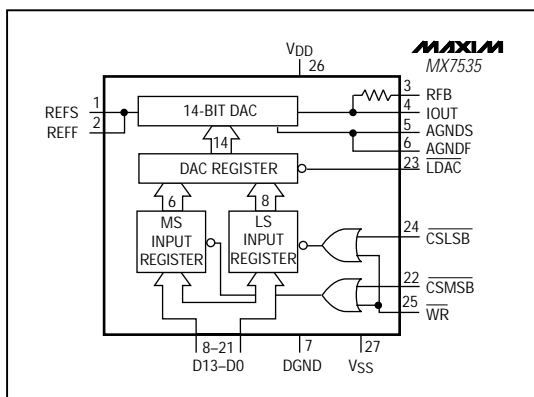 VDD
26
MAXIM
MX7535
REFS 1
REFF 2
14-BIT DAC
3 RFB
4 IOUT
5 AGNDS
6 AGNDF
14
DAC REGISTER
23 LDAC
6
8
MS
INPUT
REGISTER
LS
INPUT
REGISTER
24 CSLSB
22 CSMSB
25 WR
8–21
D13–D0
7
DGND
27
VSS